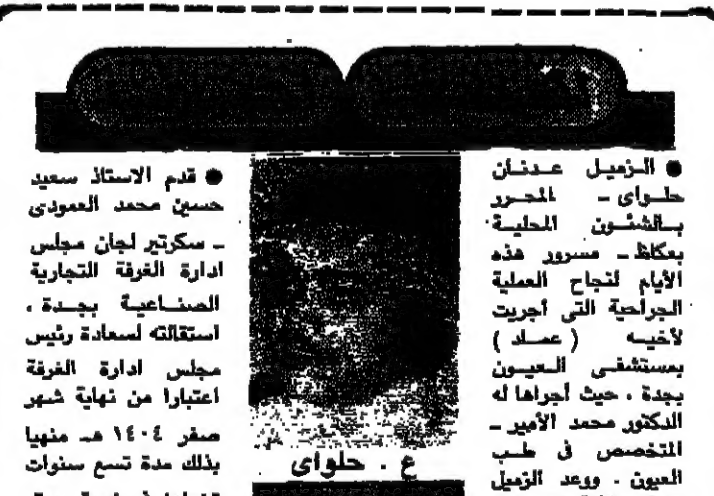 ● الزميل عدنان
حلواى – المحرر
بالشئون المحلية
بعكاظ – مسرور هذه
الأيام لنجاح العملية
الجراحية التى أجريت
لأخيه ( عماد )
بمستشفى العيون
بجدة ، حيث أجراها له
الدكتور محمد الأمير –
المتخصص فى طب
العيون . ووعد الزميل
ع . حلواى
● قدم الاستاذ سعيد
حسين محمد العمودى
– سكرتير لجان مجلس
ادارة الغرفة التجارية
الصناعية بجدة ،
استقالته لسعادة رئيس
مجلس ادارة الغرفة
اعتبارا من نهاية شهر
صفر ١٤٠٤ هـ منهيا
بذلك مدة تسع سنوات